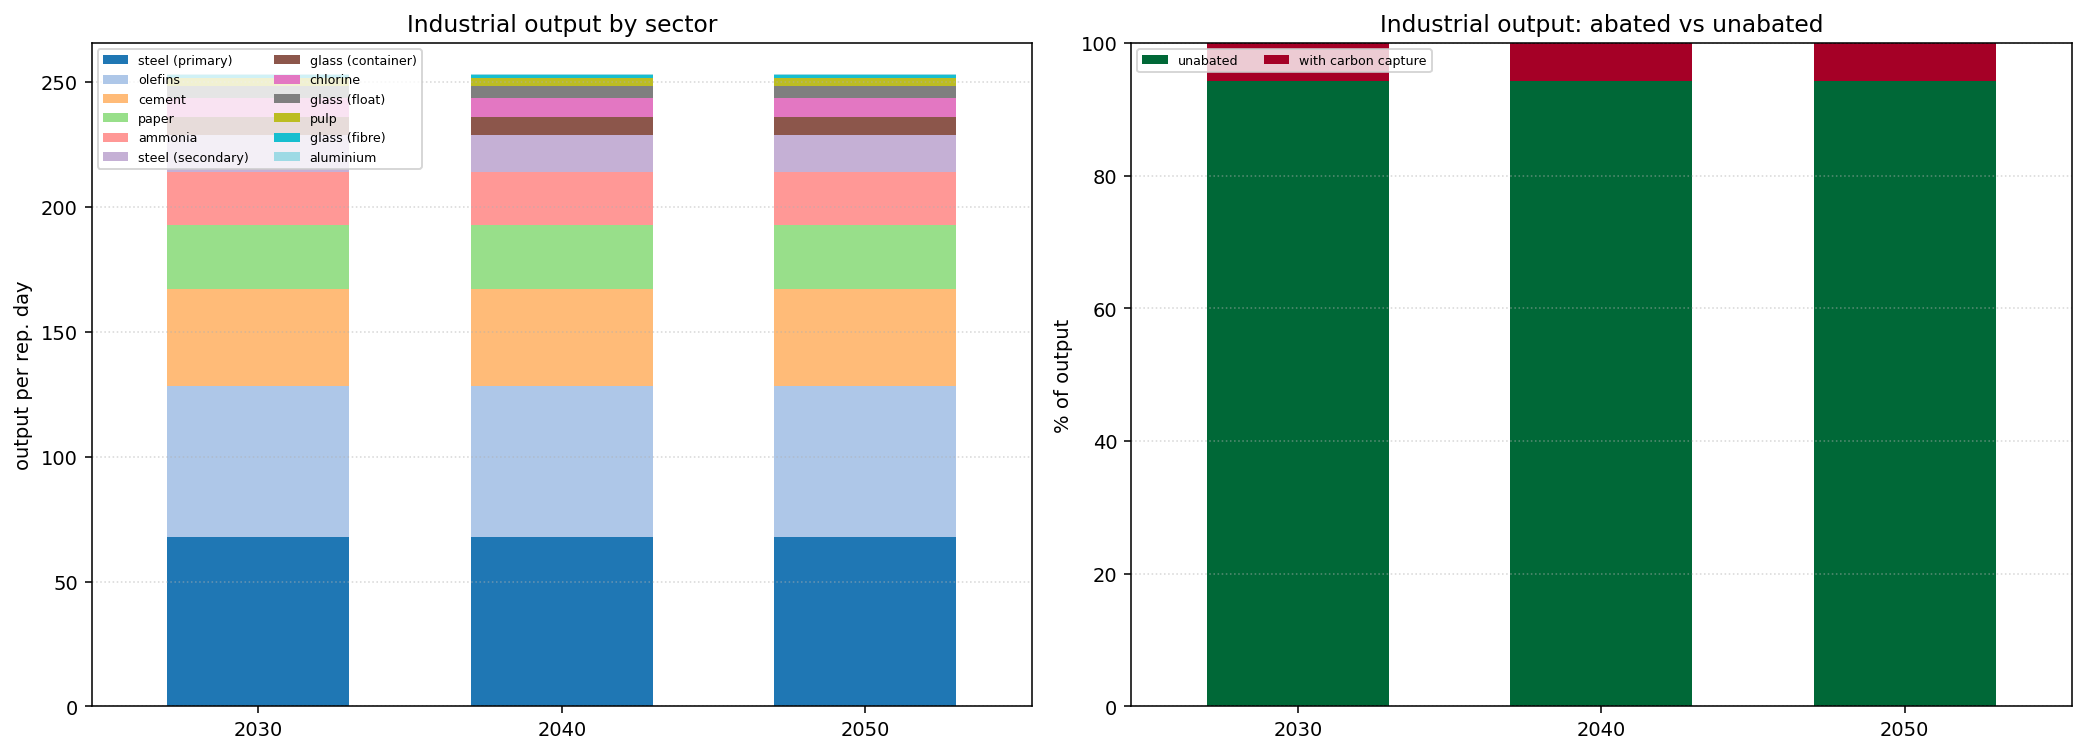 Industrial output by sector
output per rep. day
250
200
150
100
50
0
steel (primary)
olefins
cement
paper
ammonia
steel (secondary)
glass (container)
chlorine
glass (float)
pulp
glass (fibre)
aluminium
2030
2040
2050
Industrial output: abated vs unabated
% of output
100
80
60
40
20
0
unabated
with carbon capture
2030
2040
2050